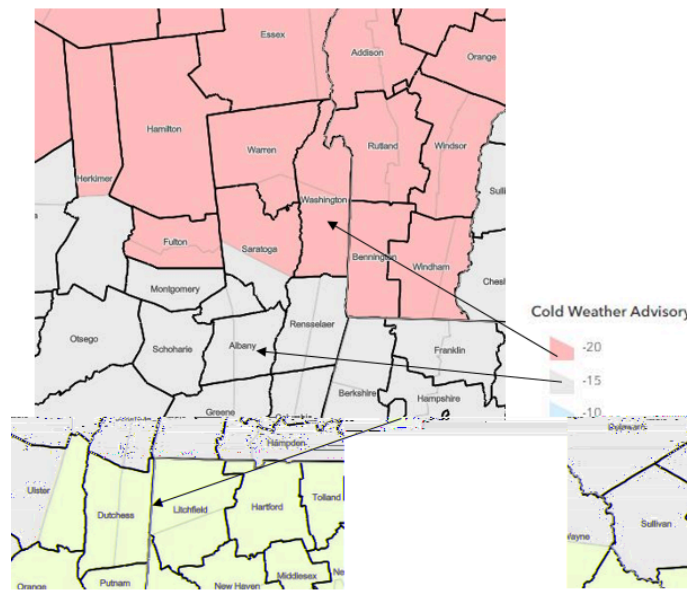 Essex
Addison
Orange
Hamilton
Warren
Rutland
Windsor
Herkimer
Washington
Fulton
Saratoga
Bennington
Windham
Montgomery
Rensselaer
Otsego
Schoharie
Albany
Franklin
Berkshire
Hampshire
Greene
Cold Weather Advisory
-20
-15
-10
Hampden
Ulster
Dutchess
Litchfield
Hartford
Tolland
Orange
Putnam
New Haven
Middlesex
Sullivan